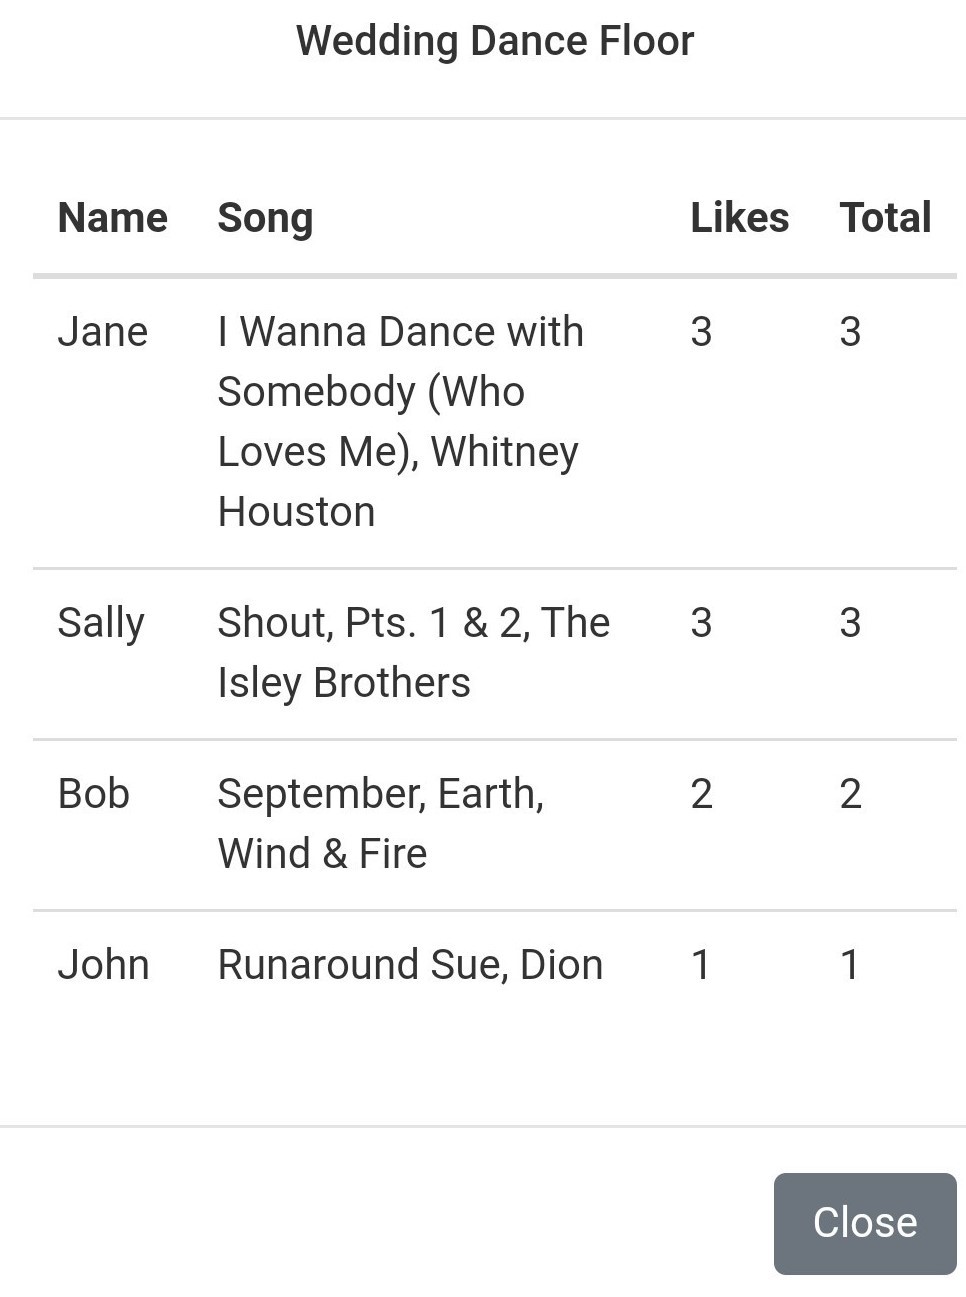 Wedding Dance Floor
Name Song Likes Total
Jane I Wanna Dance with 3 3
Somebody (Who
Loves Me), Whitney
Houston
Sally Shout, Pts. 1 & 2, The 3 3
Isley Brothers
Bob September, Earth, 2 2
Wind & Fire
John Runaround Sue, Dion 1 1
Close